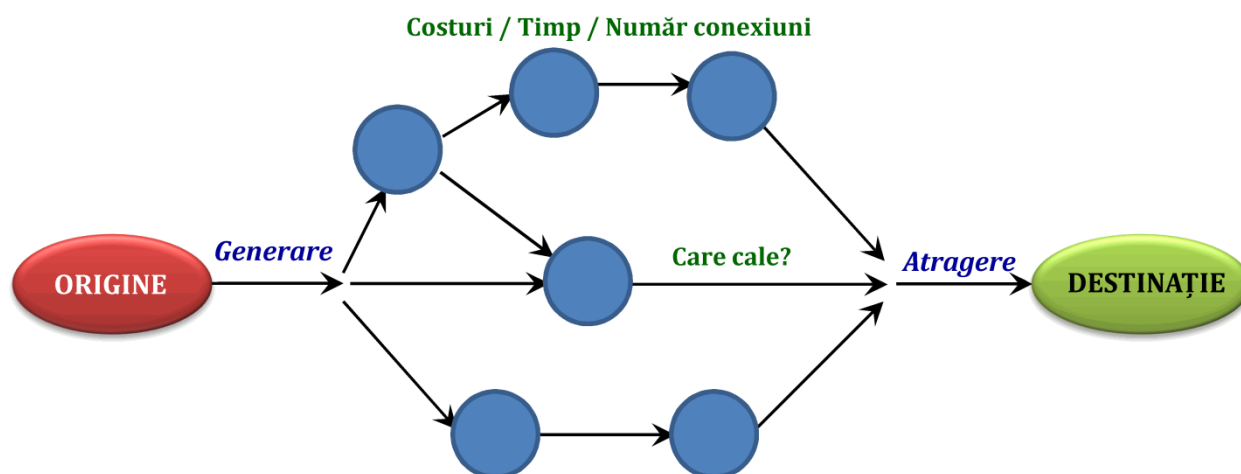 Costuri / Timp / Număr conexiuni
Generare
Care cale?
Atragere
ORIGINE
DESTINAȚIE